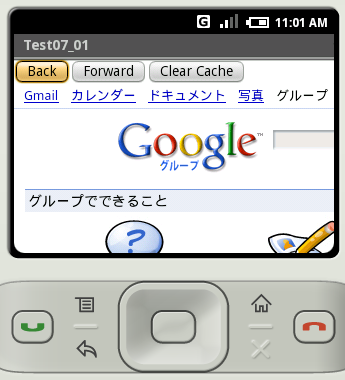 G 11:01 AM
Test07_01
Back Forward Clear Cache
Gmail カレンダー ドキュメント 写真 グループ
Google™
グループ
グループでできること